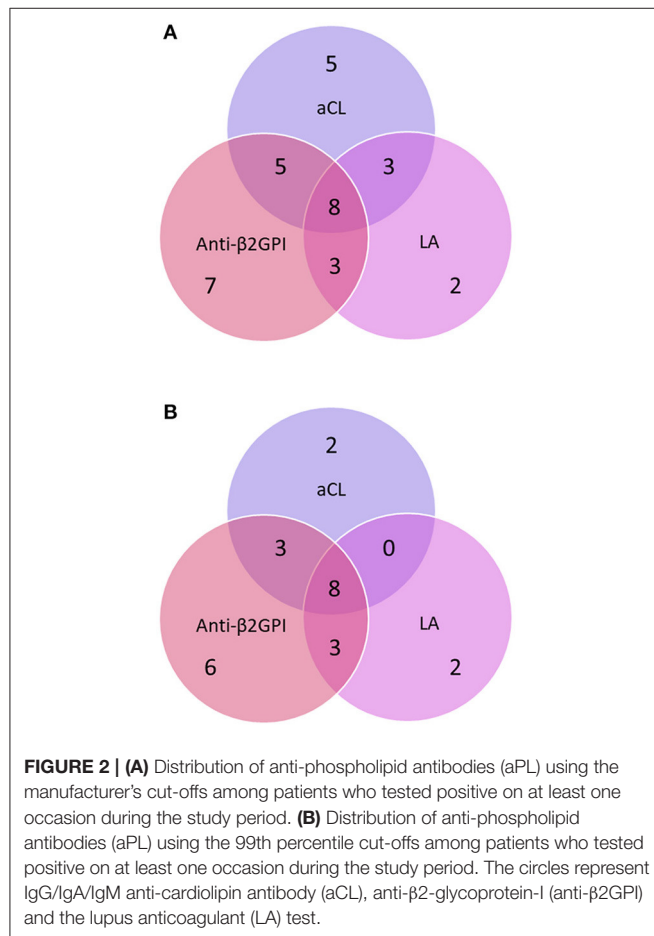 A
5
aCL
5
3
8
Anti-β2GPI
LA
3
7
2
B
2
aCL
3
0
8
Anti-β2GPI
LA
3
6
2
FIGURE 2 | (A) Distribution of anti-phospholipid antibodies (aPL) using the
manufacturer's cut-offs among patients who tested positive on at least one
occasion during the study period. (B) Distribution of anti-phospholipid
antibodies (aPL) using the 99th percentile cut-offs among patients who tested
positive on at least one occasion during the study period. The circles represent
IgG/IgA/IgM anti-cardiolipin antibody (aCL), anti-β2-glycoprotein-I (anti-β2GPI)
and the lupus anticoagulant (LA) test.